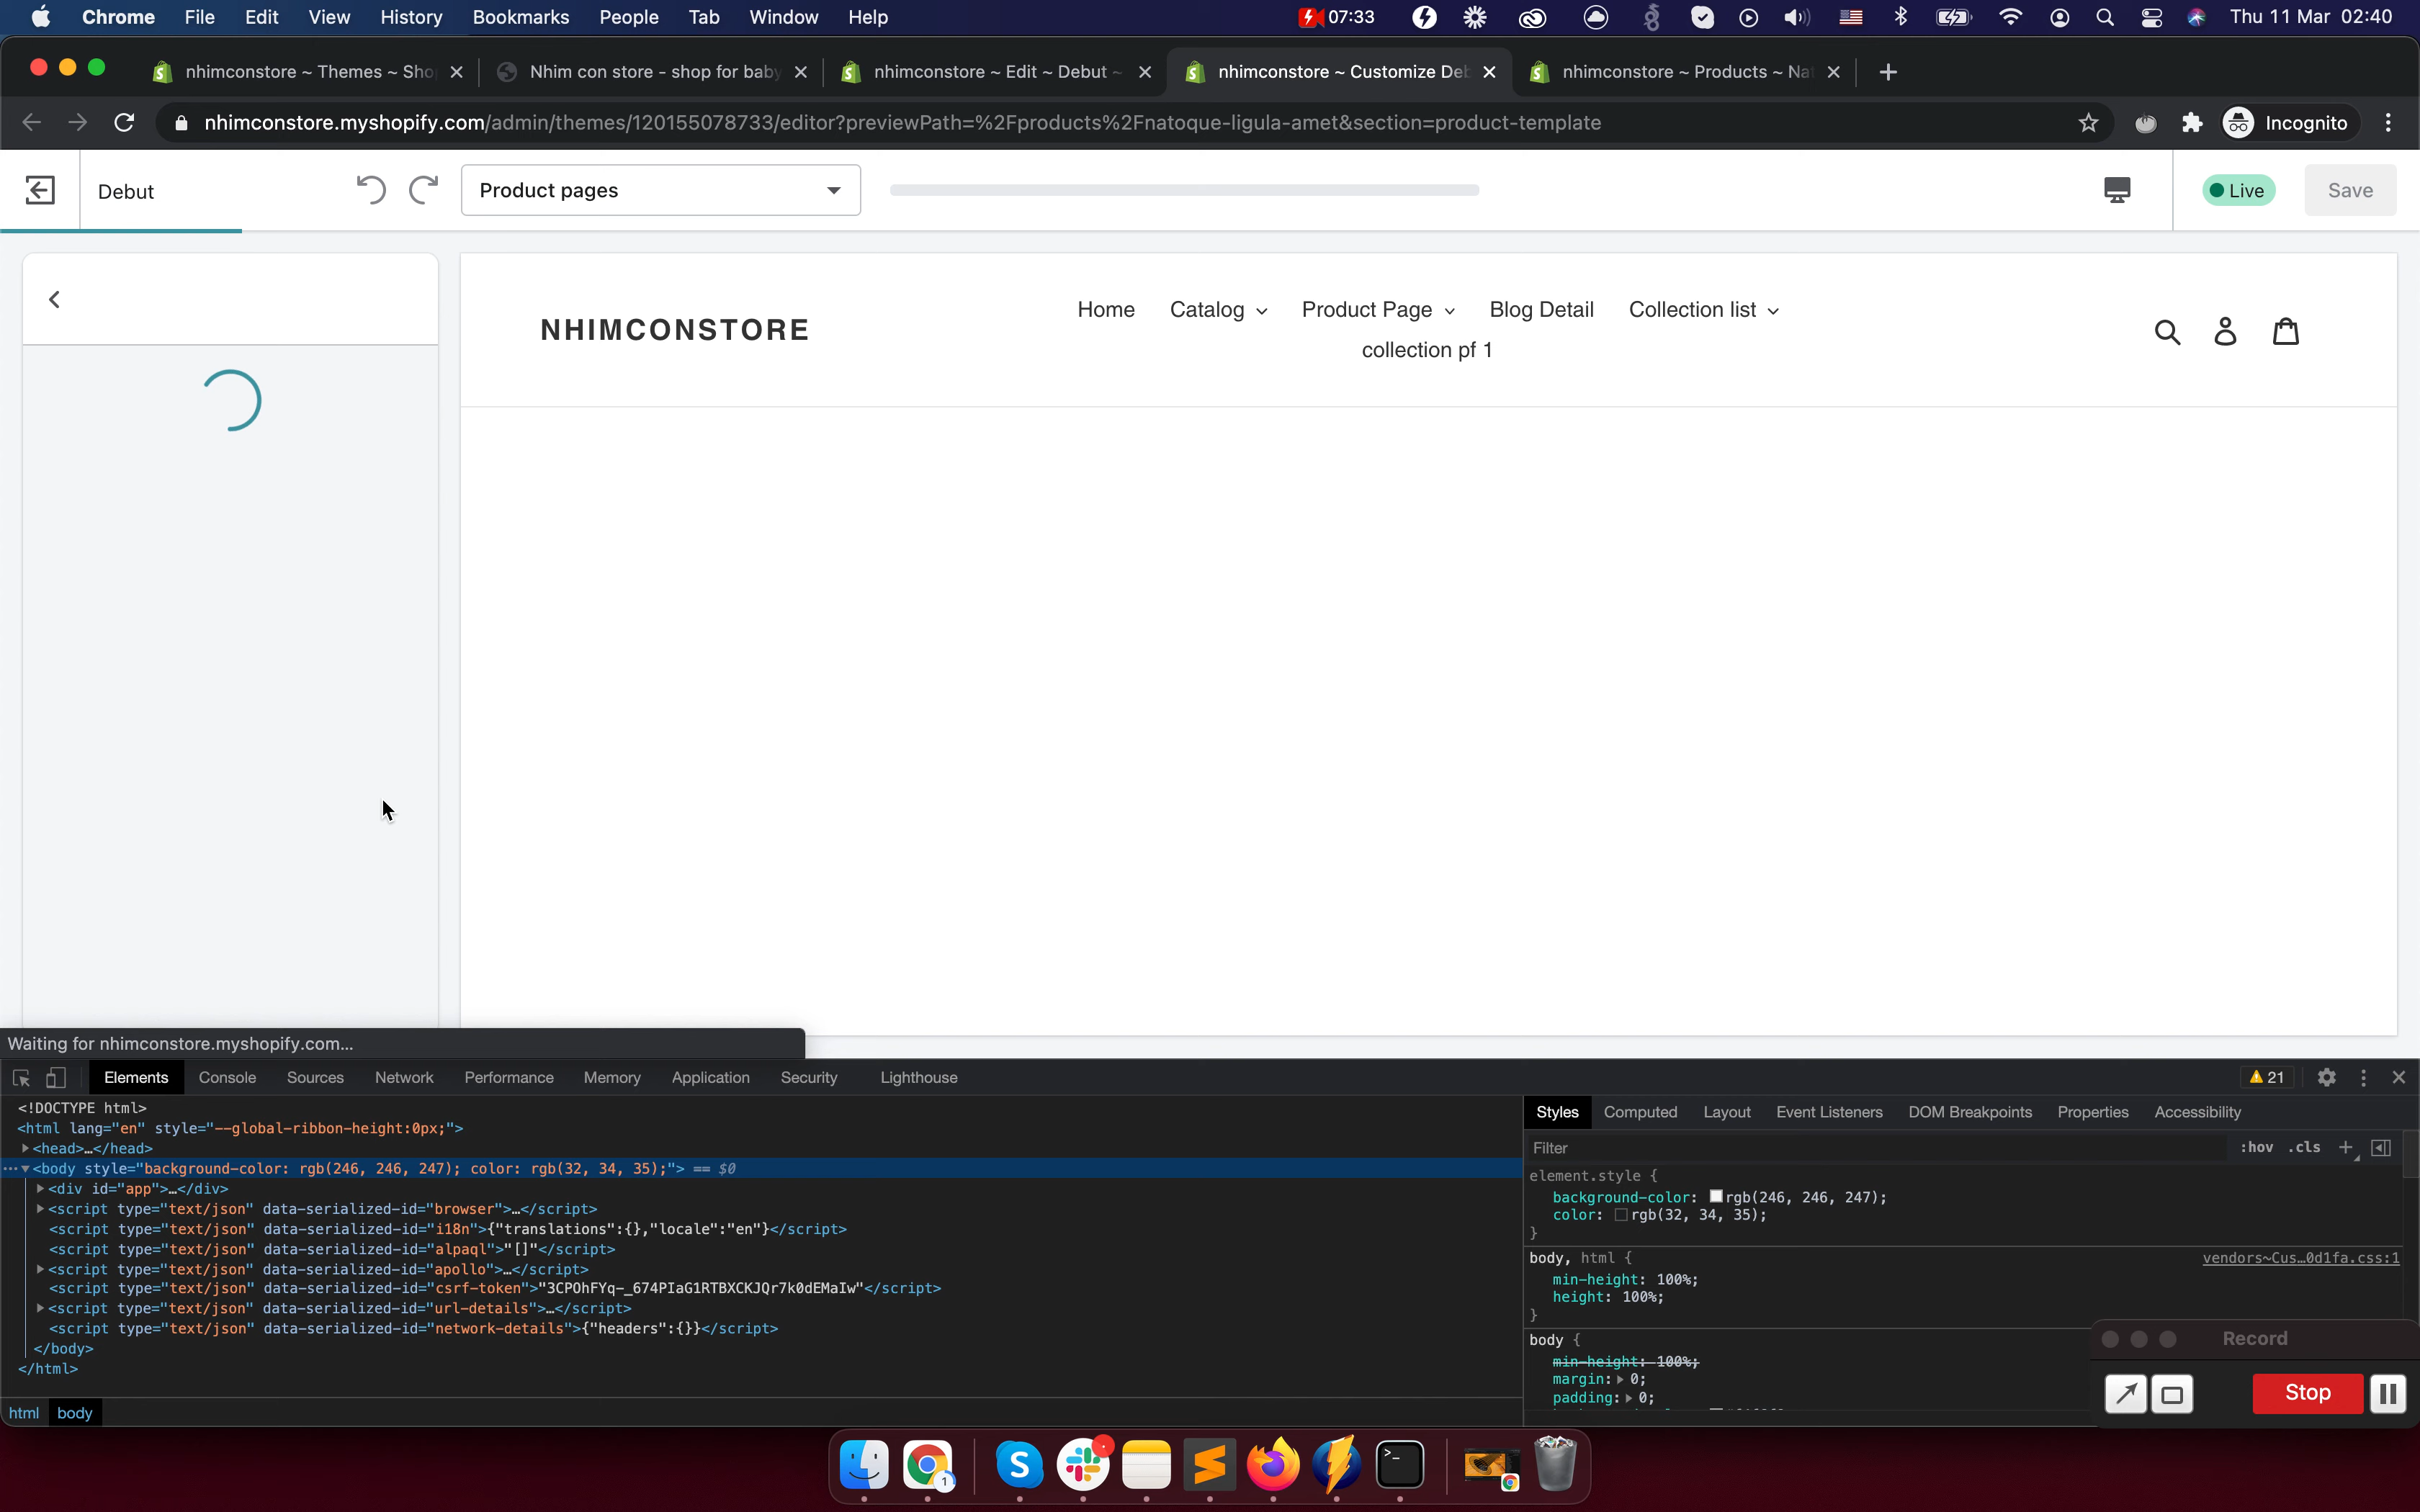 Chrome File Edit View History Bookmarks People Tab Window Help 07:33 Thu 11 Mar 02:40
nhimconstore ~ Themes ~ Sho Nhim con store - shop for baby nhimconstore ~ Edit ~ Debut ~ nhimconstore ~ Customize Deb nhimconstore ~ Products ~ Nat
nhimconstore.myshopify.com/admin/themes/120155078733/editor?previewPath=%2Fproducts%2Fnatoque-ligula-amet&section=product-template Incognito
Debut Product pages Live Save
Home Catalog Product Page Blog Detail Collection list
NHIMCONSTORE
collection pf 1
Waiting for nhimconstore.myshopify.com...
Elements Console Sources Network Performance Memory Application Security Lighthouse 21
<!DOCTYPE html>
<html lang="en" style="--global-ribbon-height:0px;">
<head>…</head>
<body style="background-color: rgb(246, 246, 247); color: rgb(32, 34, 35);"> == $0
<div id="app">…</div>
<script type="text/json" data-serialized-id="browser">…</script>
<script type="text/json" data-serialized-id="i18n">{"translations":{},"locale":"en"}</script>
<script type="text/json" data-serialized-id="alpaql">"[]"</script>
<script type="text/json" data-serialized-id="apollo">…</script>
<script type="text/json" data-serialized-id="csrf-token">"3CPOhFYq-_674PIaG1RTBXCKJQr7k0dEMaIw"</script>
<script type="text/json" data-serialized-id="url-details">…</script>
<script type="text/json" data-serialized-id="network-details">{"headers":{}}</script>
</body>
</html>
html body
Styles Computed Layout Event Listeners DOM Breakpoints Properties Accessibility
Filter :hov .cls
element.style {
background-color: rgb(246, 246, 247);
color: rgb(32, 34, 35);
}
body, html { vendors~Cus…0d1fa.css:1
min-height: 100%;
height: 100%;
}
body {
min-height: 100%;
margin: 0;
padding: 0;
Record
Stop
1